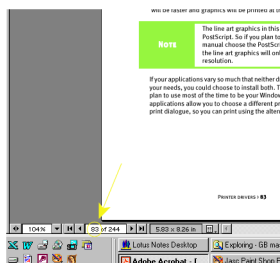 will be faster and graphics will be printed at th
The line art graphics in this
PostScript. So if you plan to
manual choose the PostScri
the line art graphics will onl
resolution.
NOTE
If your applications vary so much that neither d
your needs, you could choose to install both. T
plan to use most of the time to be your Window
applications allow you to choose a different pr
print dialogue, so you can print using the altern
PRINTER DRIVERS | 83
104%
83 of 244
5.83 x 8.26 in
Lotus Notes Desktop
Exploring - GB ma
Adobe Acrobat - [
Jasc Paint Shop P